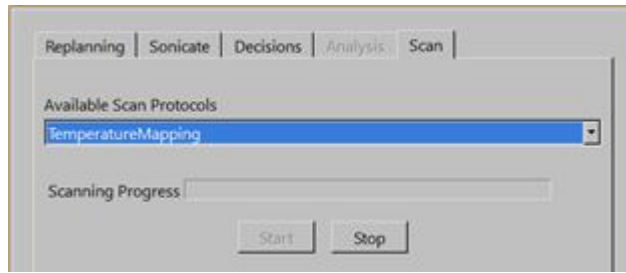 Replanning Sonicate Decisions Analysis Scan
Available Scan Protocols
TemperatureMapping
Scanning Progress
Start Stop